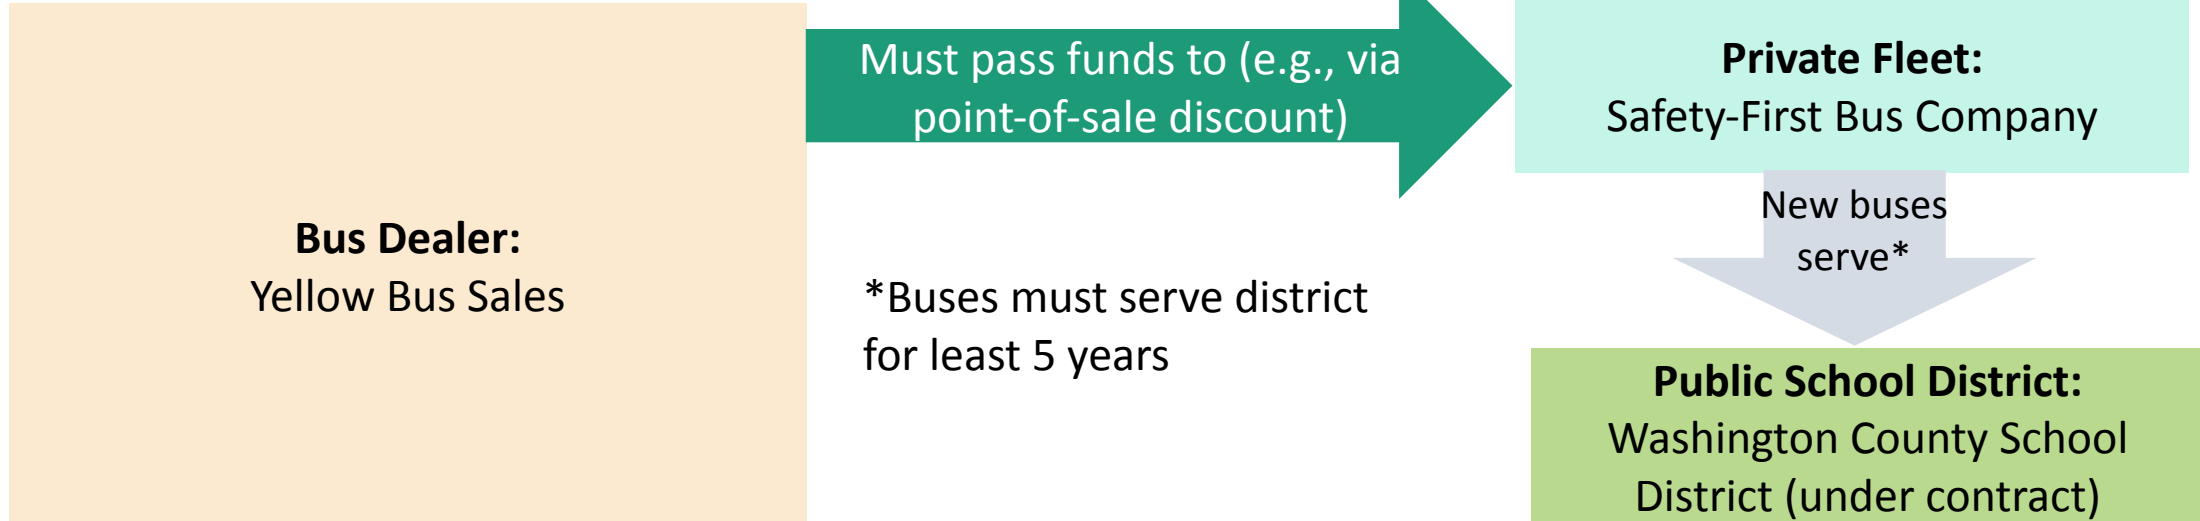 Bus Dealer:
Yellow Bus Sales
Must pass funds to (e.g., via
point-of-sale discount)
*Buses must serve district
for least 5 years
Private Fleet:
Safety-First Bus Company
New buses
serve*
Public School District:
Washington County School
District (under contract)